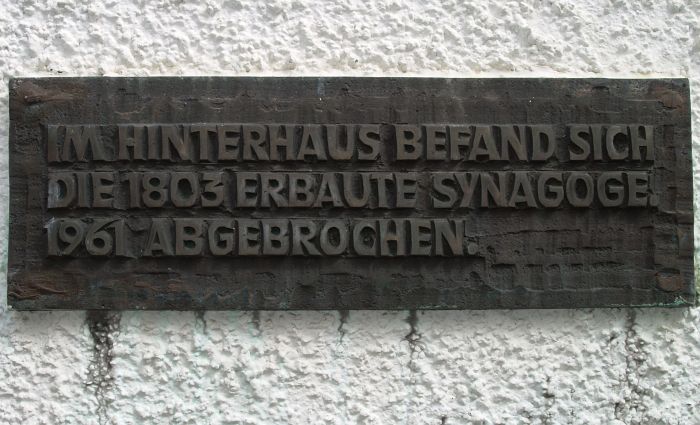 IM HINTERHAUS BEFAND SICH
DIE 1803 ERBAUTE SYNAGOGE.
1961 ABGEBROCHEN.